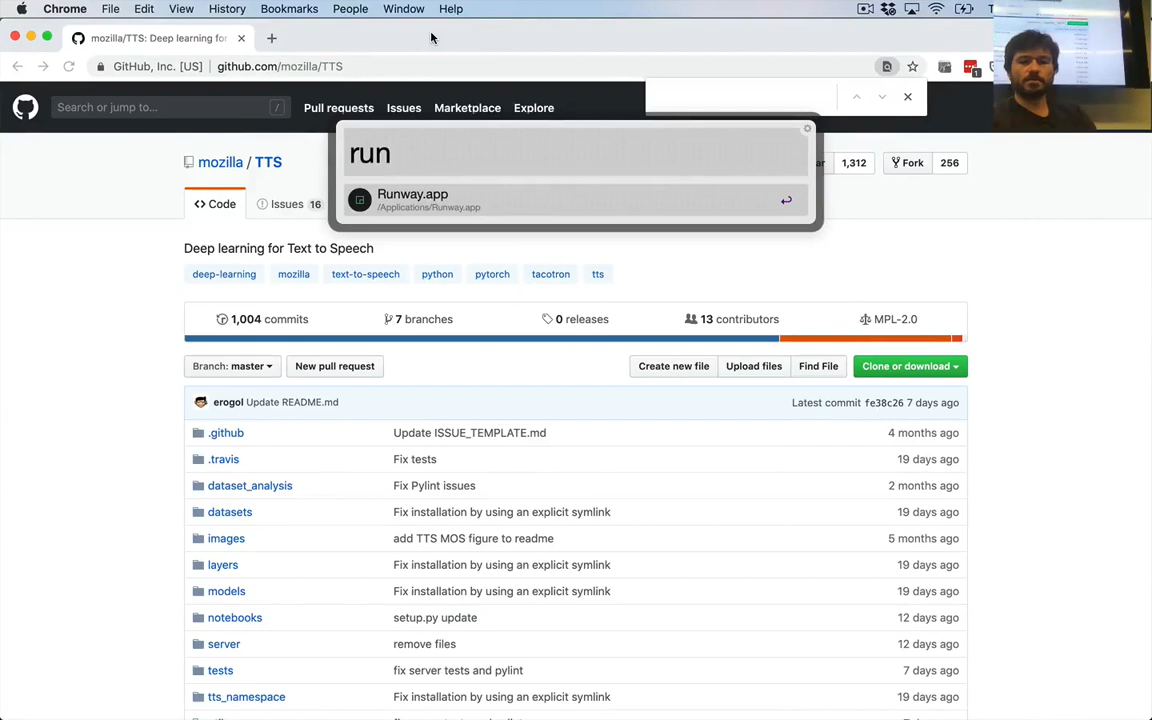 Chrome File Edit View History Bookmarks People Window Help
mozilla/TTS: Deep learning for
GitHub, Inc. [US] github.com/mozilla/TTS
1
Search or jump to... /
Pull requests Issues Marketplace Explore
run
Runway.app
/Applications/Runway.app
mozilla / TTS
1,312 Fork 256
Code Issues 16
Deep learning for Text to Speech
deep-learning mozilla text-to-speech python pytorch tacotron tts
1,004 commits 7 branches 0 releases 13 contributors MPL-2.0
Branch: master New pull request Create new file Upload files Find File Clone or download
erogol Update README.md Latest commit fe38c26 7 days ago
.github Update ISSUE_TEMPLATE.md 4 months ago
.travis Fix tests 19 days ago
dataset_analysis Fix Pylint issues 2 months ago
datasets Fix installation by using an explicit symlink 19 days ago
images add TTS MOS figure to readme 5 months ago
layers Fix installation by using an explicit symlink 19 days ago
models Fix installation by using an explicit symlink 19 days ago
notebooks setup.py update 12 days ago
server remove files 12 days ago
tests fix server tests and pylint 7 days ago
tts_namespace Fix installation by using an explicit symlink 19 days ago